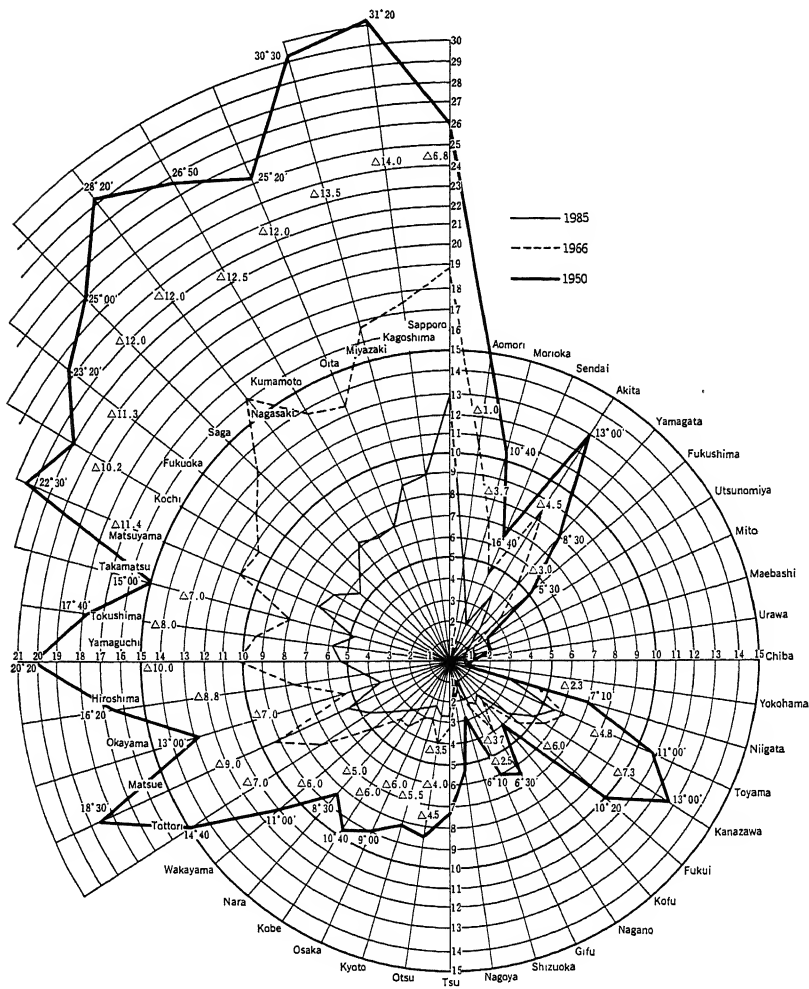 31°20
30°30
30
29
28
27
26
25
24
23
22
21
20
19
18
17
16
15
14
13
12
11
10
9
8
7
6
5
4
3
2
1
28°20'
26°50
25°20'
△14.0
△6.8
△13.5
△12.0
△12.5
△12.0
△12.0
△11.3
△10.2
△11.4
25°00'
23°20'
22°30'
1985
1966
1950
Sapporo
Kagoshima
Miyazaki
Oita
Kumamoto
Nagasaki
Saga
Fukuoka
Kochi
Matsuyama
Takamatsu
15°00'
17°40'
Tokushima
Yamaguchi
△7.0
△8.0
△10.0
Aomori
Morioka
Sendai
Akita
Yamagata
Fukushima
Utsunomiya
Mito
Maebashi
Urawa
Chiba
△1.0
10°40
13°00'
△3.7
△4.5
16°40'
8°30
△3.0
5°30
21 20 19 18 17 16 15 14 13 12 11 10 9 8 7 6 5 4 3 2 1
1 2 3 4 5 6 7 8 9 10 11 12 13 14 15
20°20'
Hiroshima
16°20
△8.8
△7.0
Okayama
13°00'
Matsue
△9.0
△7.0
18°30'
Tottori
14°40
△6.0
△5.0
△6.0
△6.0
△5.5
△4.0
△4.5
△3.5
11°00'
8°30
10°40
9°00
△2.3
7°10'
△4.8
△6.0
△7.3
△3.7
△2.5
6°10
6°30
11°00'
13°00'
10°20
Yokohama
Niigata
Toyama
Kanazawa
Fukui
Kofu
Nagano
Gifu
Shizuoka
Nagoya
Tsu
Otsu
Kyoto
Osaka
Kobe
Nara
Wakayama
2
3
4
5
6
7
8
9
10
11
12
13
14
15